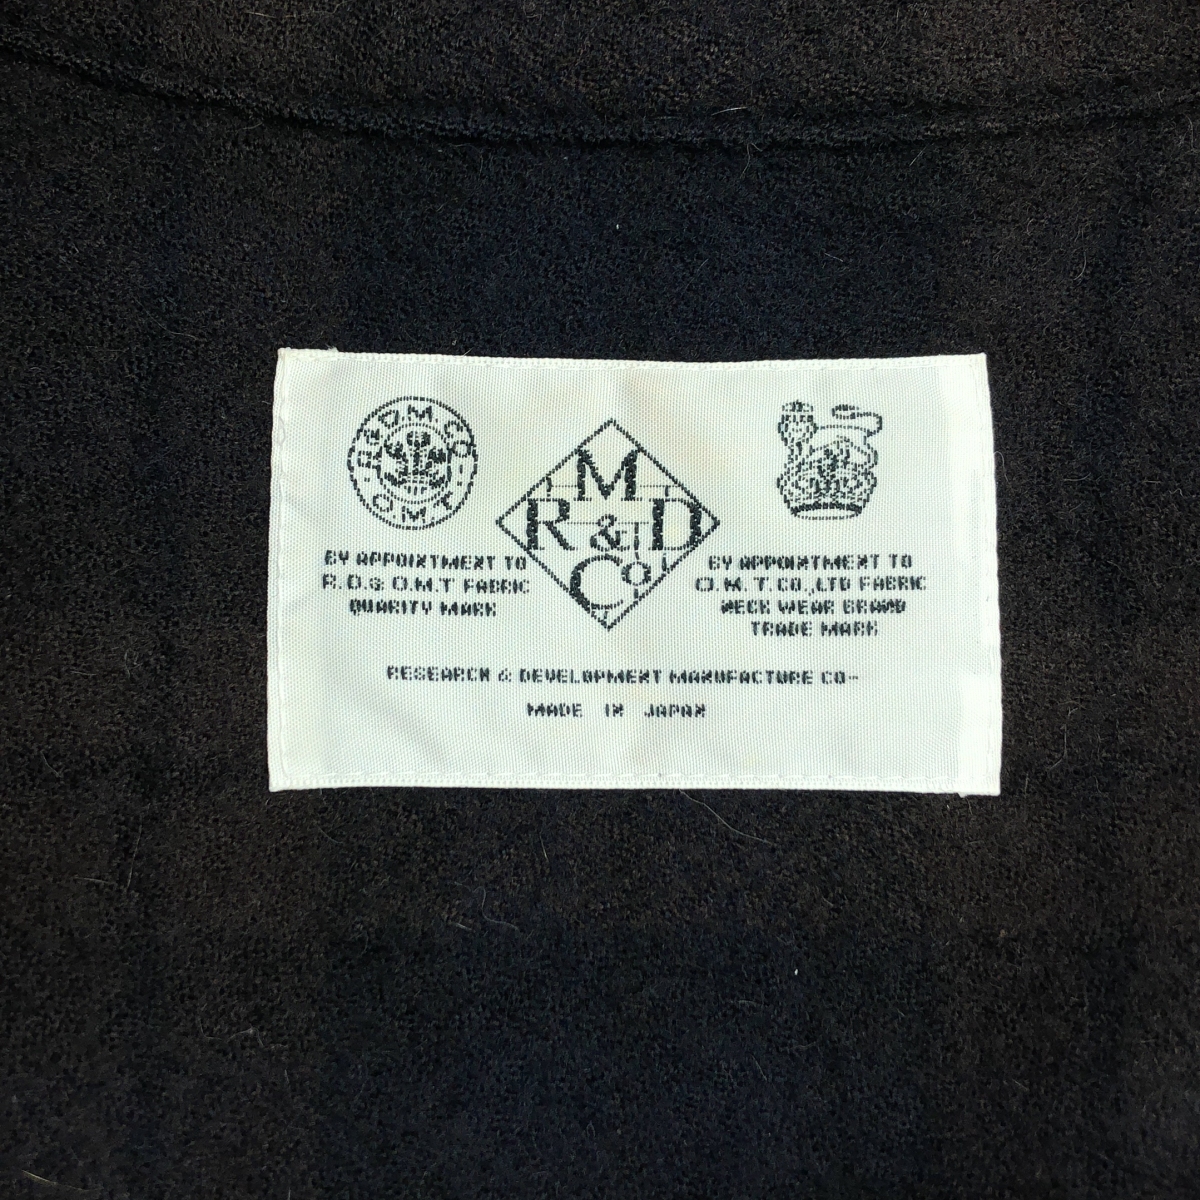 R&D.M.CO-
O.M.T.
M
R & D
Co
BY APPOINTMENT TO
R.D.& O.M.T FABRIC
QUARITY MARK
BY APPOINTMENT TO
O.M.T.CO.,LTD FABRIC
NECK WEAR BRAND
TRADE MARK
RESEARCH & DEVELOPMENT MANUFACTURE CO-
MADE IN JAPAN